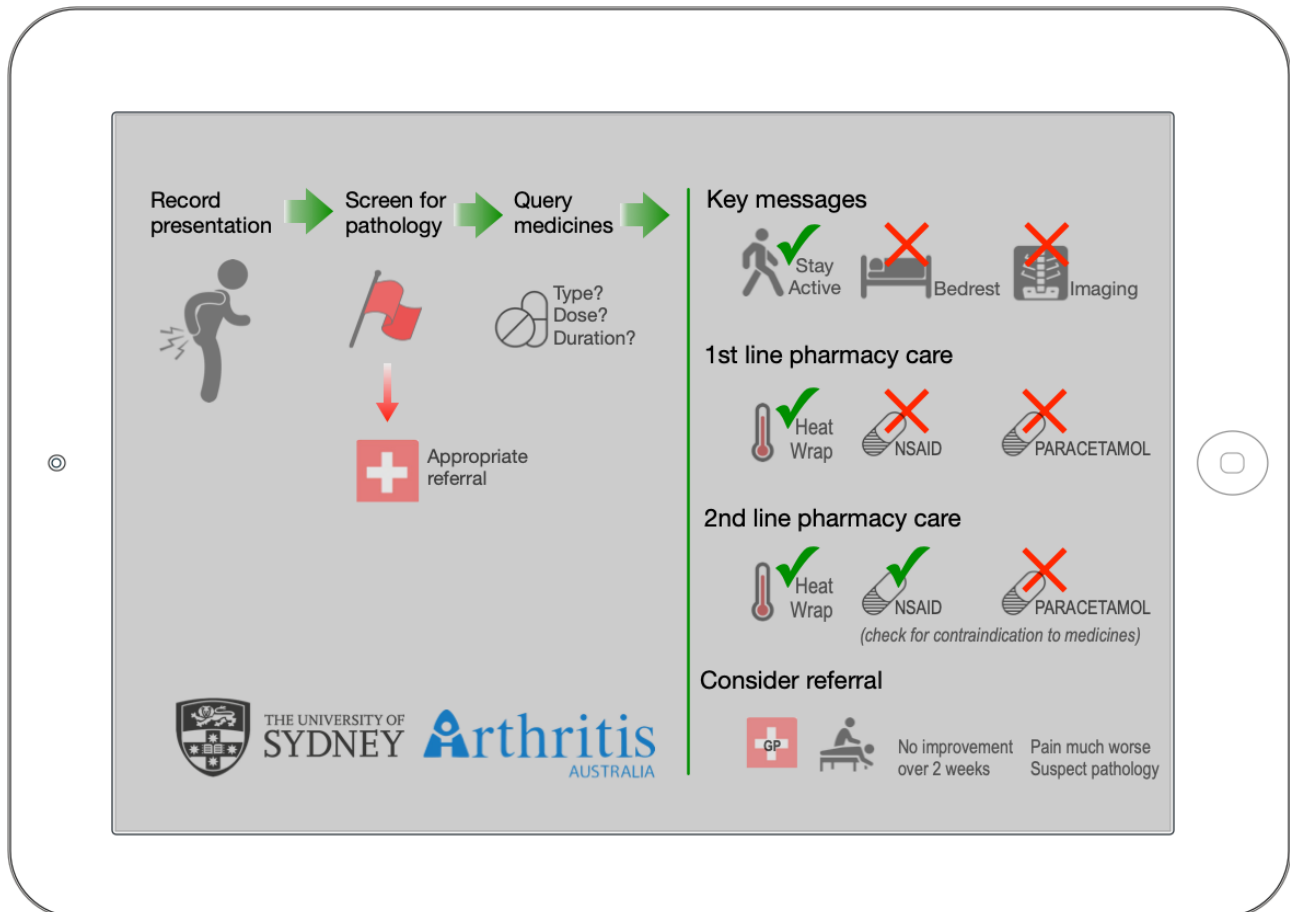 Record
presentation
Screen for
pathology
Query
medicines
Type?
Dose?
Duration?
Appropriate
referral
THE UNIVERSITY OF
SYDNEY
Arthritis
AUSTRALIA
Key messages
Stay
Active
Bedrest
Imaging
1st line pharmacy care
Heat
Wrap
NSAID
PARACETAMOL
2nd line pharmacy care
Heat
Wrap
NSAID
PARACETAMOL
(check for contraindication to medicines)
Consider referral
GP
No improvement
over 2 weeks
Pain much worse
Suspect pathology